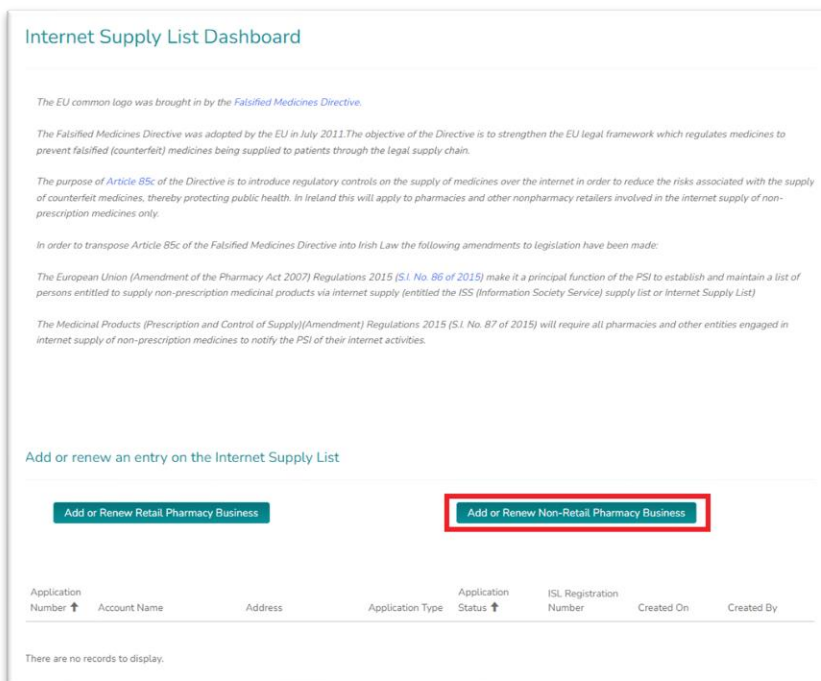 Internet Supply List Dashboard
The EU common logo was brought in by the Falsified Medicines Directive.
The Falsified Medicines Directive was adopted by the EU in July 2011.The objective of the Directive is to strengthen the EU legal framework which regulates medicines to
prevent falsified (counterfeit) medicines being supplied to patients through the legal supply chain.
The purpose of Article 85c of the Directive is to introduce regulatory controls on the supply of medicines over the internet in order to reduce the risks associated with the supply
of counterfeit medicines, thereby protecting public health. In Ireland this will apply to pharmacies and other nonpharmacy retailers involved in the internet supply of non-
prescription medicines only.
In order to transpose Article 85c of the Falsified Medicines Directive into Irish Law the following amendments to legislation have been made:
The European Union (Amendment of the Pharmacy Act 2007) Regulations 2015 (S.I. No. 86 of 2015) make it a principal function of the PSI to establish and maintain a list of
persons entitled to supply non-prescription medicinal products via internet supply (entitled the ISS (Information Society Service) supply list or Internet Supply List)
The Medicinal Products (Prescription and Control of Supply)(Amendment) Regulations 2015 (S.I. No. 87 of 2015) will require all pharmacies and other entities engaged in
internet supply of non-prescription medicines to notify the PSI of their internet activities.
Add or renew an entry on the Internet Supply List
Add or Renew Retail Pharmacy Business
Add or Renew Non-Retail Pharmacy Business
Application Application ISL Registration
Number ↑ Account Name Address Application Type Status ↑ Number Created On Created By
There are no records to display.